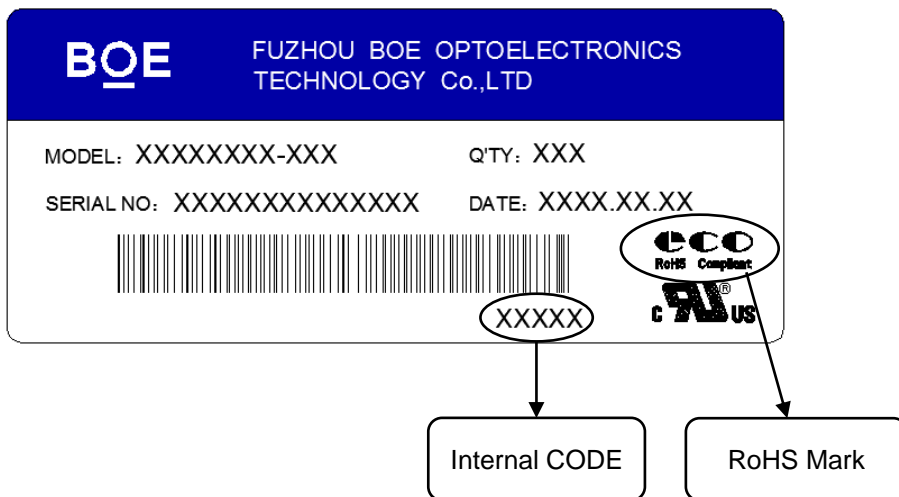 BOE
FUZHOU BOE OPTOELECTRONICS
TECHNOLOGY Co.,LTD
MODEL: XXXXXXXX-XXX
Q'TY: XXX
SERIAL NO: XXXXXXXXXXXXXX
DATE: XXXX.XX.XX
eco
RoHS Compliant
C RU ® US
XXXXX
Internal CODE
RoHS Mark